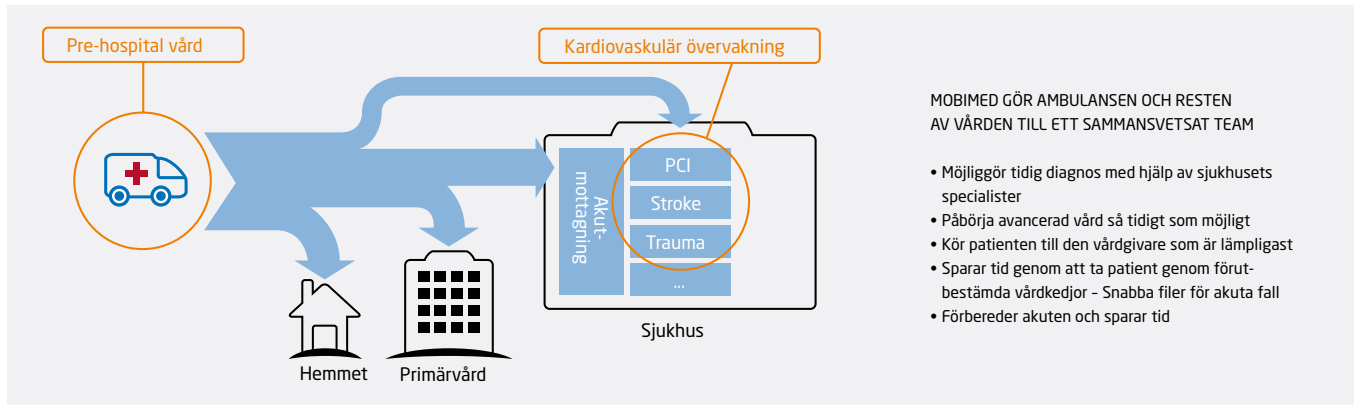 Pre-hospital vård
Kardiovaskulär övervakning
Akut-
mottagning
PCI
Stroke
Trauma
...
Sjukhus
Hemmet
Primärvård
MOBIMED GÖR AMBULANSEN OCH RESTEN
AV VÅRDEN TILL ETT SAMMANSVETSAT TEAM
• Möjliggör tidig diagnos med hjälp av sjukhusets
specialister
• Påbörja avancerad vård så tidigt som möjligt
• Kör patienten till den vårdgivare som är lämpligast
• Sparar tid genom att ta patient genom förut-
bestämda vårdkedjor – Snabba filer för akuta fall
• Förbereder akuten och sparar tid